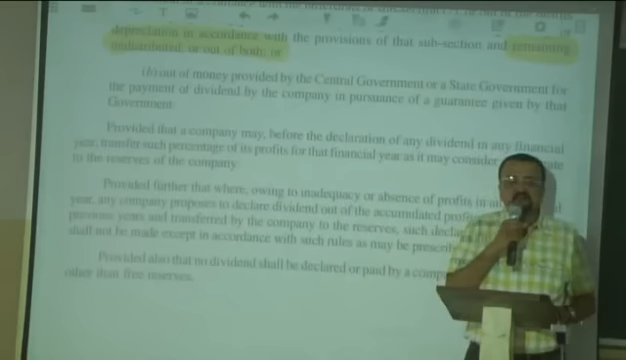 depreciation in accordance with the provisions of that sub-section and remaining
undistributed, or out of both; or
(b) out of money provided by the Central Government or a State Government for
the payment of dividend by the company in pursuance of a guarantee given by that
Government:
Provided that a company may, before the declaration of any dividend in any financial
year, transfer such percentage of its profits for that financial year as it may consider
to the reserves of the company:
Provided further that where, owing to inadequacy or absence of profits in
year, any company proposes to declare dividend out of the accumulated
previous years and transferred by the company to the reserves, such
shall not be made except in accordance with such rules as may be
Provided also that no dividend shall be declared or paid by a
other than free reserves.